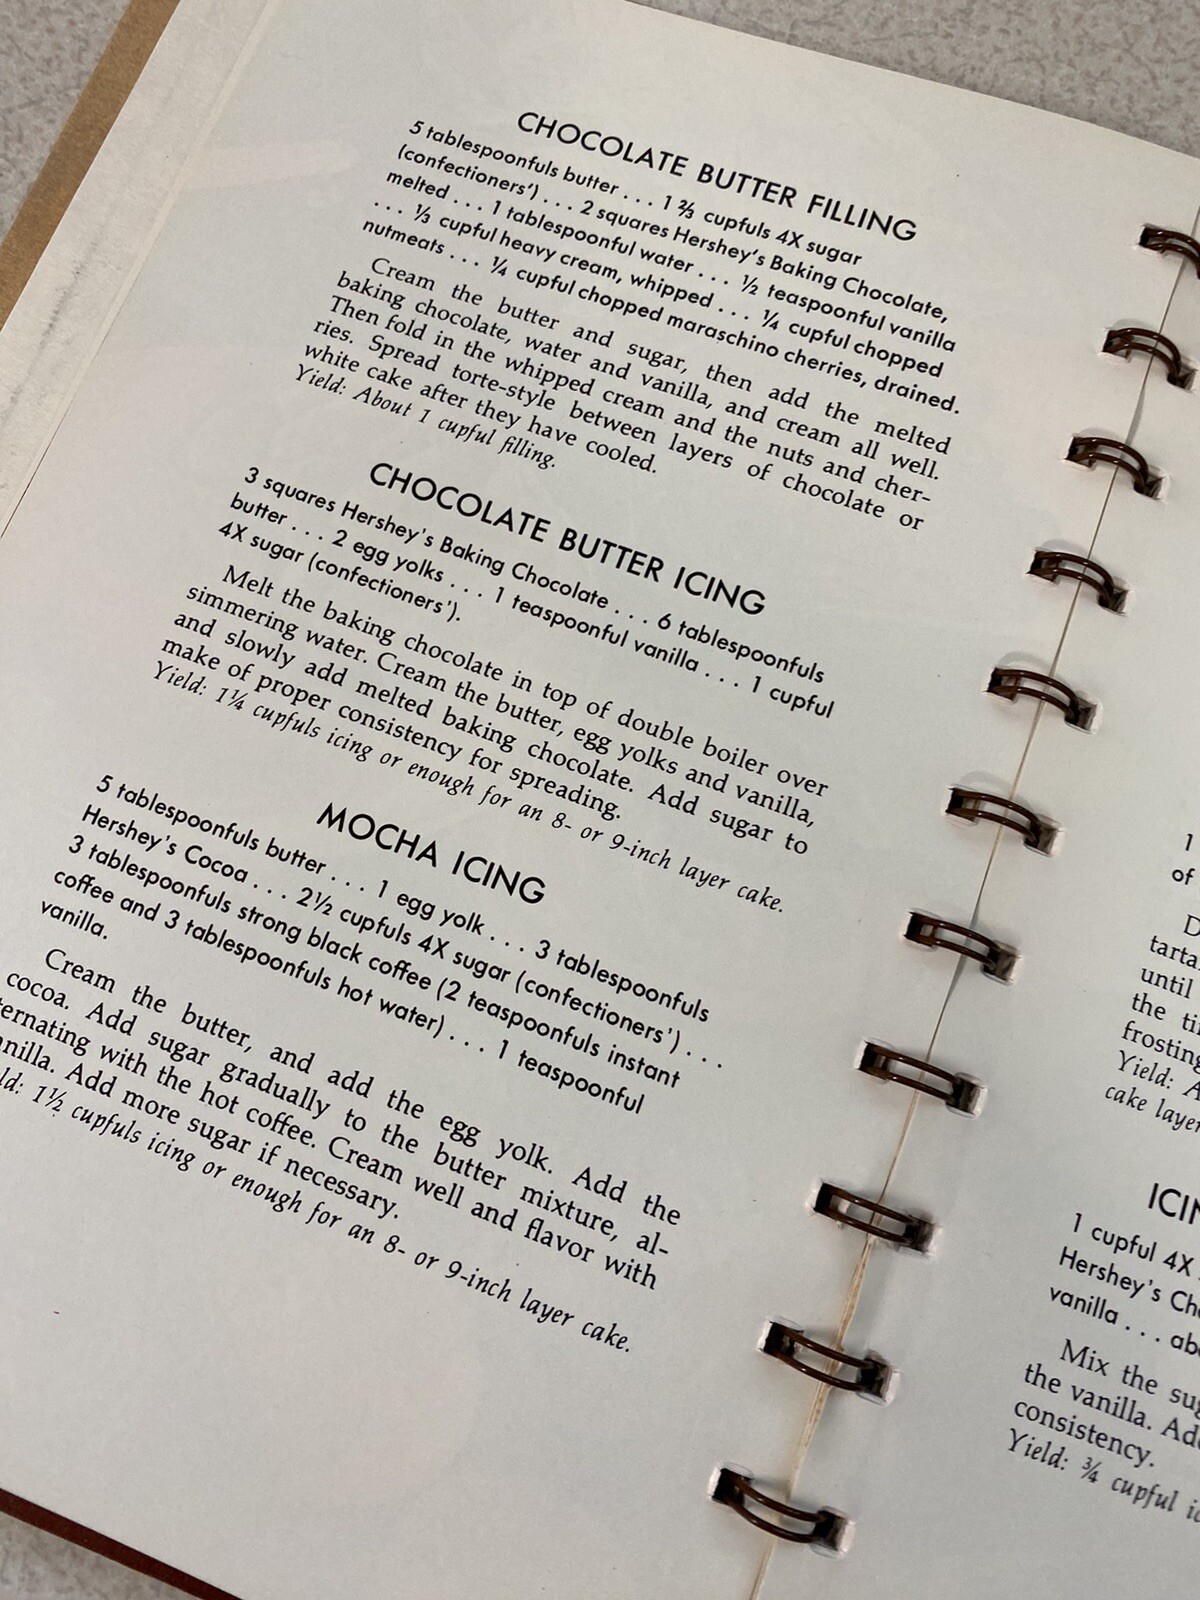 CHOCOLATE BUTTER FILLING
5 tablespoonfuls butter . . . 1 ⅔ cupfuls 4X sugar
(confectioners') . . . 2 squares Hershey's Baking Chocolate,
melted . . . 1 tablespoonful water . . . ½ teaspoonful vanilla
. . . ⅓ cupful heavy cream, whipped . . . ¼ cupful chopped
nutmeats . . . ¼ cupful chopped maraschino cherries, drained.
Cream the butter and sugar, then add the melted
baking chocolate, water and vanilla, and cream all well.
Then fold in the whipped cream and the nuts and cher-
ries. Spread torte-style between layers of chocolate or
white cake after they have cooled.
Yield: About 1 cupful filling.
CHOCOLATE BUTTER ICING
3 squares Hershey's Baking Chocolate . . . 6 tablespoonfuls
butter . . . 2 egg yolks . . . 1 teaspoonful vanilla . . . 1 cupful
4X sugar (confectioners').
Melt the baking chocolate in top of double boiler over
simmering water. Cream the butter, egg yolks and vanilla,
and slowly add melted baking chocolate. Add sugar to
make of proper consistency for spreading.
Yield: 1¼ cupfuls icing or enough for an 8- or 9-inch layer cake.
MOCHA ICING
5 tablespoonfuls butter . . . 1 egg yolk . . . 3 tablespoonfuls
Hershey's Cocoa . . . 2½ cupfuls 4X sugar (confectioners') . . .
3 tablespoonfuls strong black coffee (2 teaspoonfuls instant
coffee and 3 tablespoonfuls hot water) . . . 1 teaspoonful
vanilla.
Cream the butter, and add the egg yolk. Add the
cocoa. Add sugar gradually to the butter mixture, al-
ternating with the hot coffee. Cream well and flavor with
nilla. Add more sugar if necessary.
ld: 1½ cupfuls icing or enough for an 8- or 9-inch layer cake.
1
of
D
tarta
until
the ti
frosting
Yield: A
cake layer
ICIN
1 cupful 4X
Hershey's Ch
vanilla . . . ab
Mix the sug
the vanilla. Ad
consistency.
Yield: ¾ cupful ic